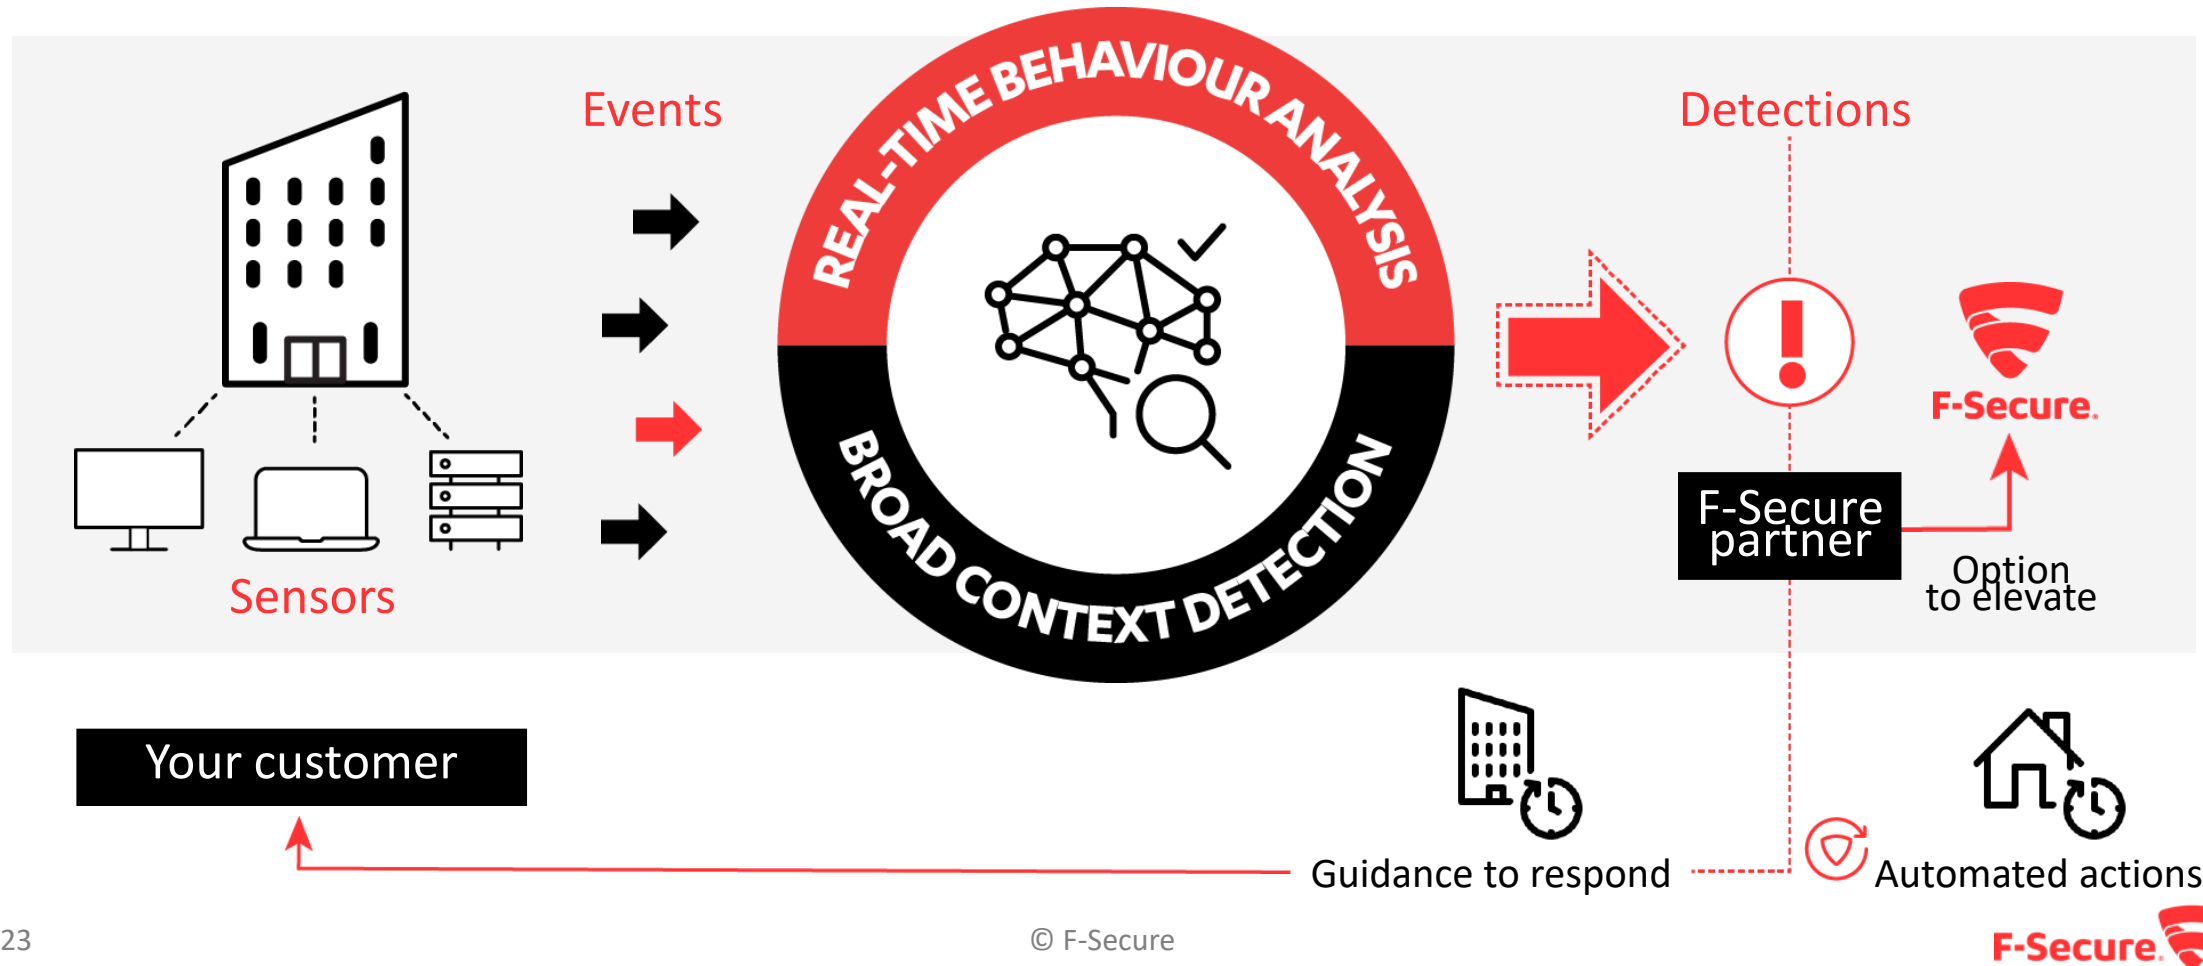 REAL-TIME BEHAVIOUR ANALYSIS
Events
Detections
F-Secure.
BROAD CONTEXT DETECTION
F-Secure
partner
Option
to elevate
Sensors
Your customer
Guidance to respond
Automated actions
23
© F-Secure
F-Secure.